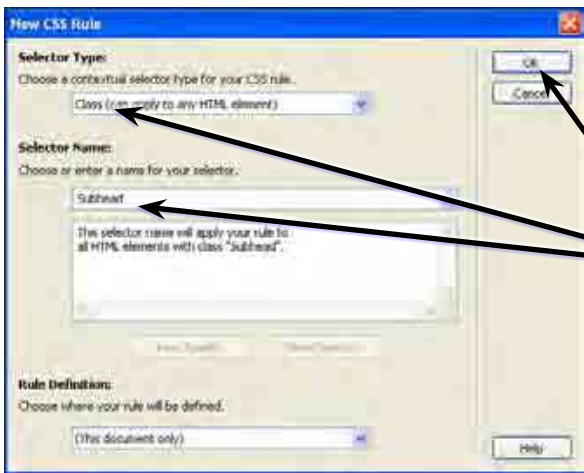 New CSS Rule
Selector Type:
Choose a contextual selector type for your CSS rule.
Class (can apply to any HTML element)
OK
Cancel
Selector Name:
Choose or enter a name for your selector.
Subhead
This selector name will apply your rule to
all HTML elements with class "Subhead".
Rule Definition:
Choose where your rule will be defined.
(This document only)
Help